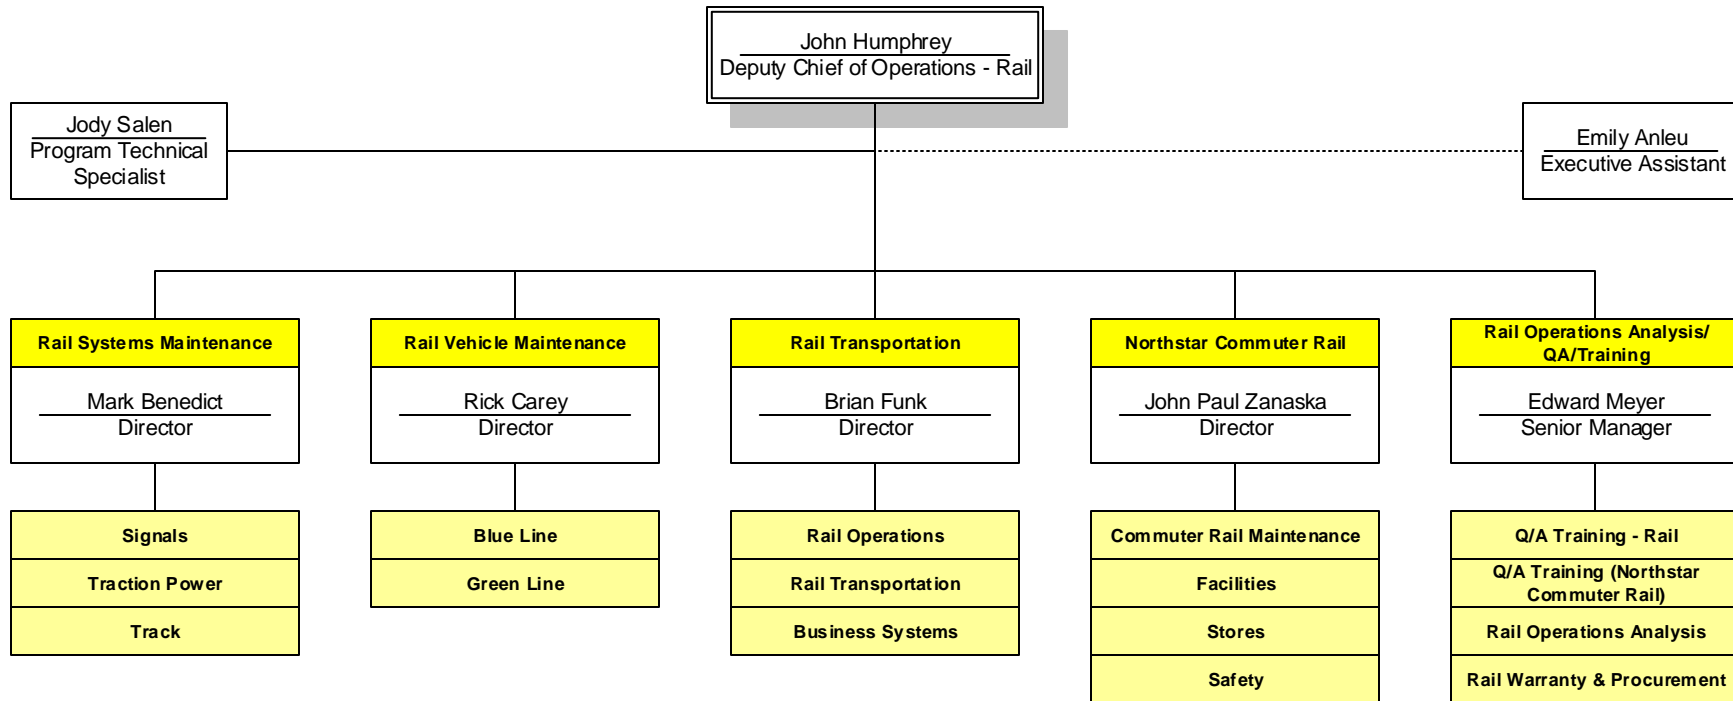 John Humphrey
Deputy Chief of Operations - Rail
Jody Salen
Program Technical
Specialist
Emily Anleu
Executive Assistant
Rail Systems Maintenance
Mark Benedict
Director
Signals
Traction Power
Track
Rail Vehicle Maintenance
Rick Carey
Director
Blue Line
Green Line
Rail Transportation
Brian Funk
Director
Rail Operations
Rail Transportation
Business Systems
Northstar Commuter Rail
John Paul Zanaska
Director
Commuter Rail Maintenance
Facilities
Stores
Safety
Rail Operations Analysis/
QA/Training
Edward Meyer
Senior Manager
Q/A Training - Rail
Q/A Training (Northstar
Commuter Rail)
Rail Operations Analysis
Rail Warranty & Procurement